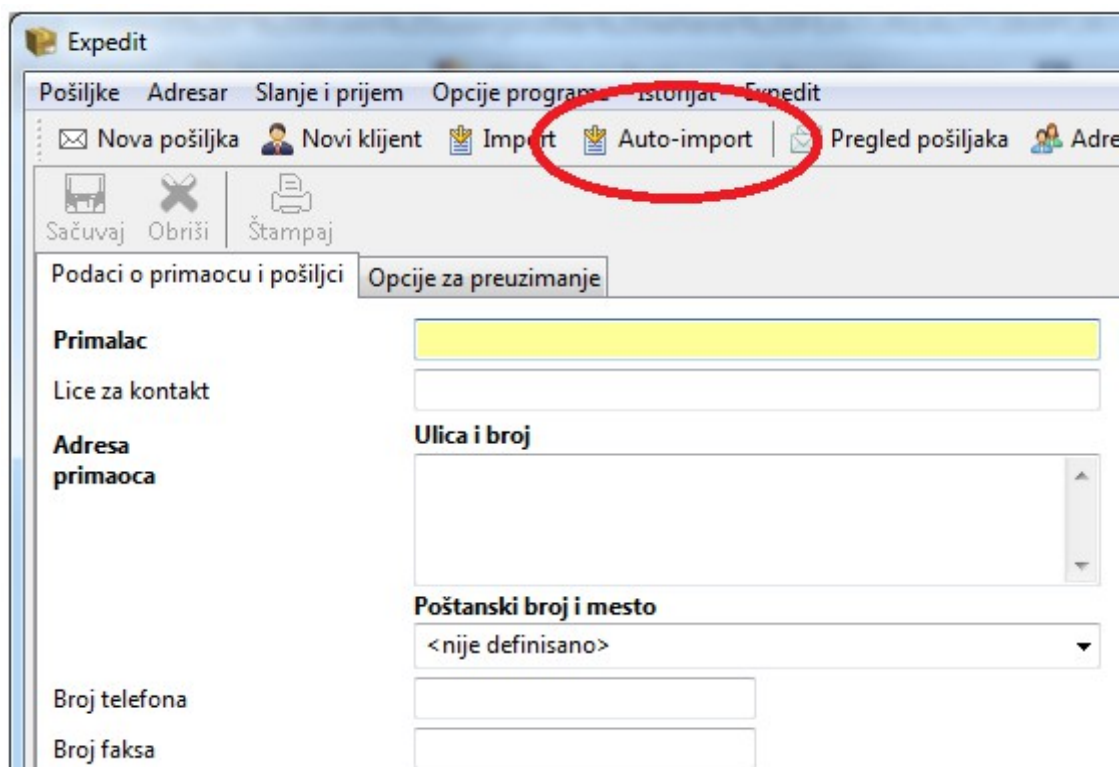 Expedit
Pošiljke Adresar Slanje i prijem Opcije programa Istorijat Expedit
Nova pošiljka Novi klijent Import Auto-import Pregled pošiljaka Adre
Sačuvaj Obriši Štampaj
Podaci o primaocu i pošiljci Opcije za preuzimanje
Primalac
Lice za kontakt
Adresa primaoca
Ulica i broj
Poštanski broj i mesto
<nije definisano>
Broj telefona
Broj faksa